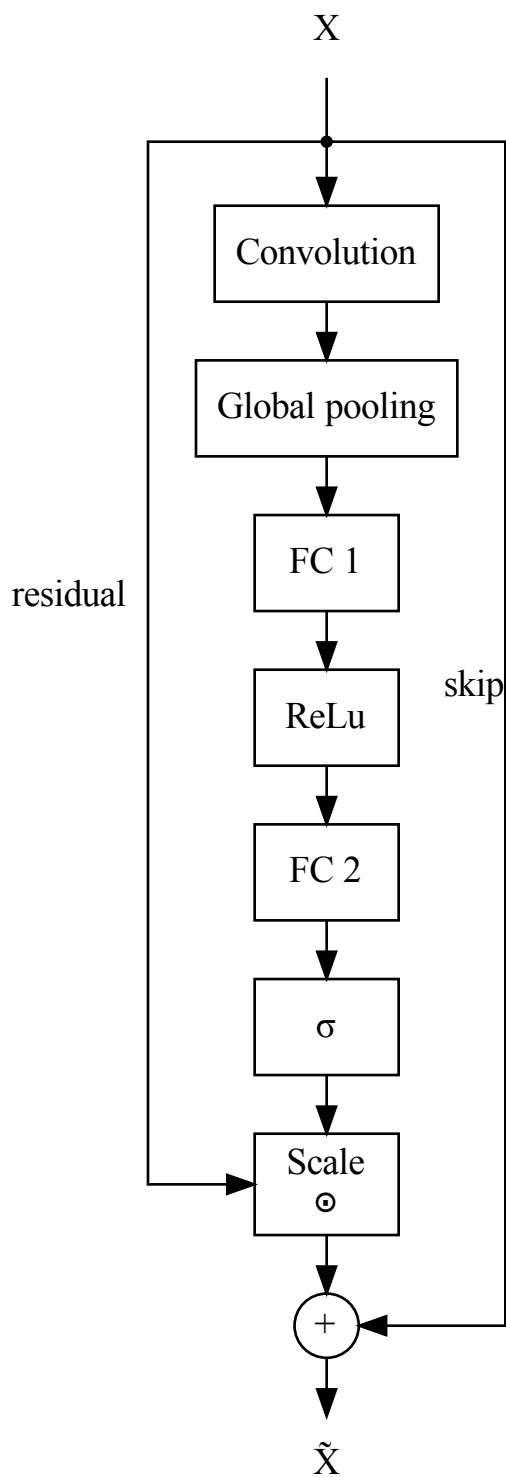 X
Convolution
Global pooling
FC 1
residual
ReLu
skip
FC 2
σ
Scale
⊙
+
X̃